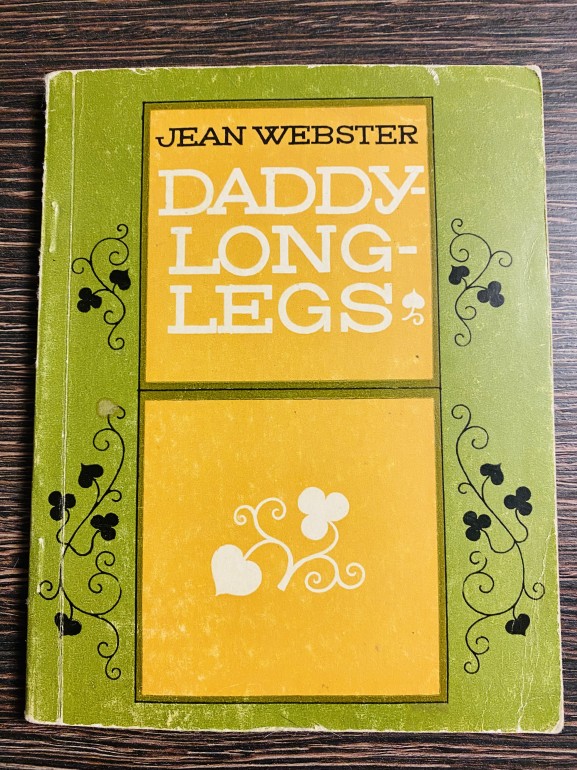 JEAN WEBSTER
DADDY-
LONG-
LEGS